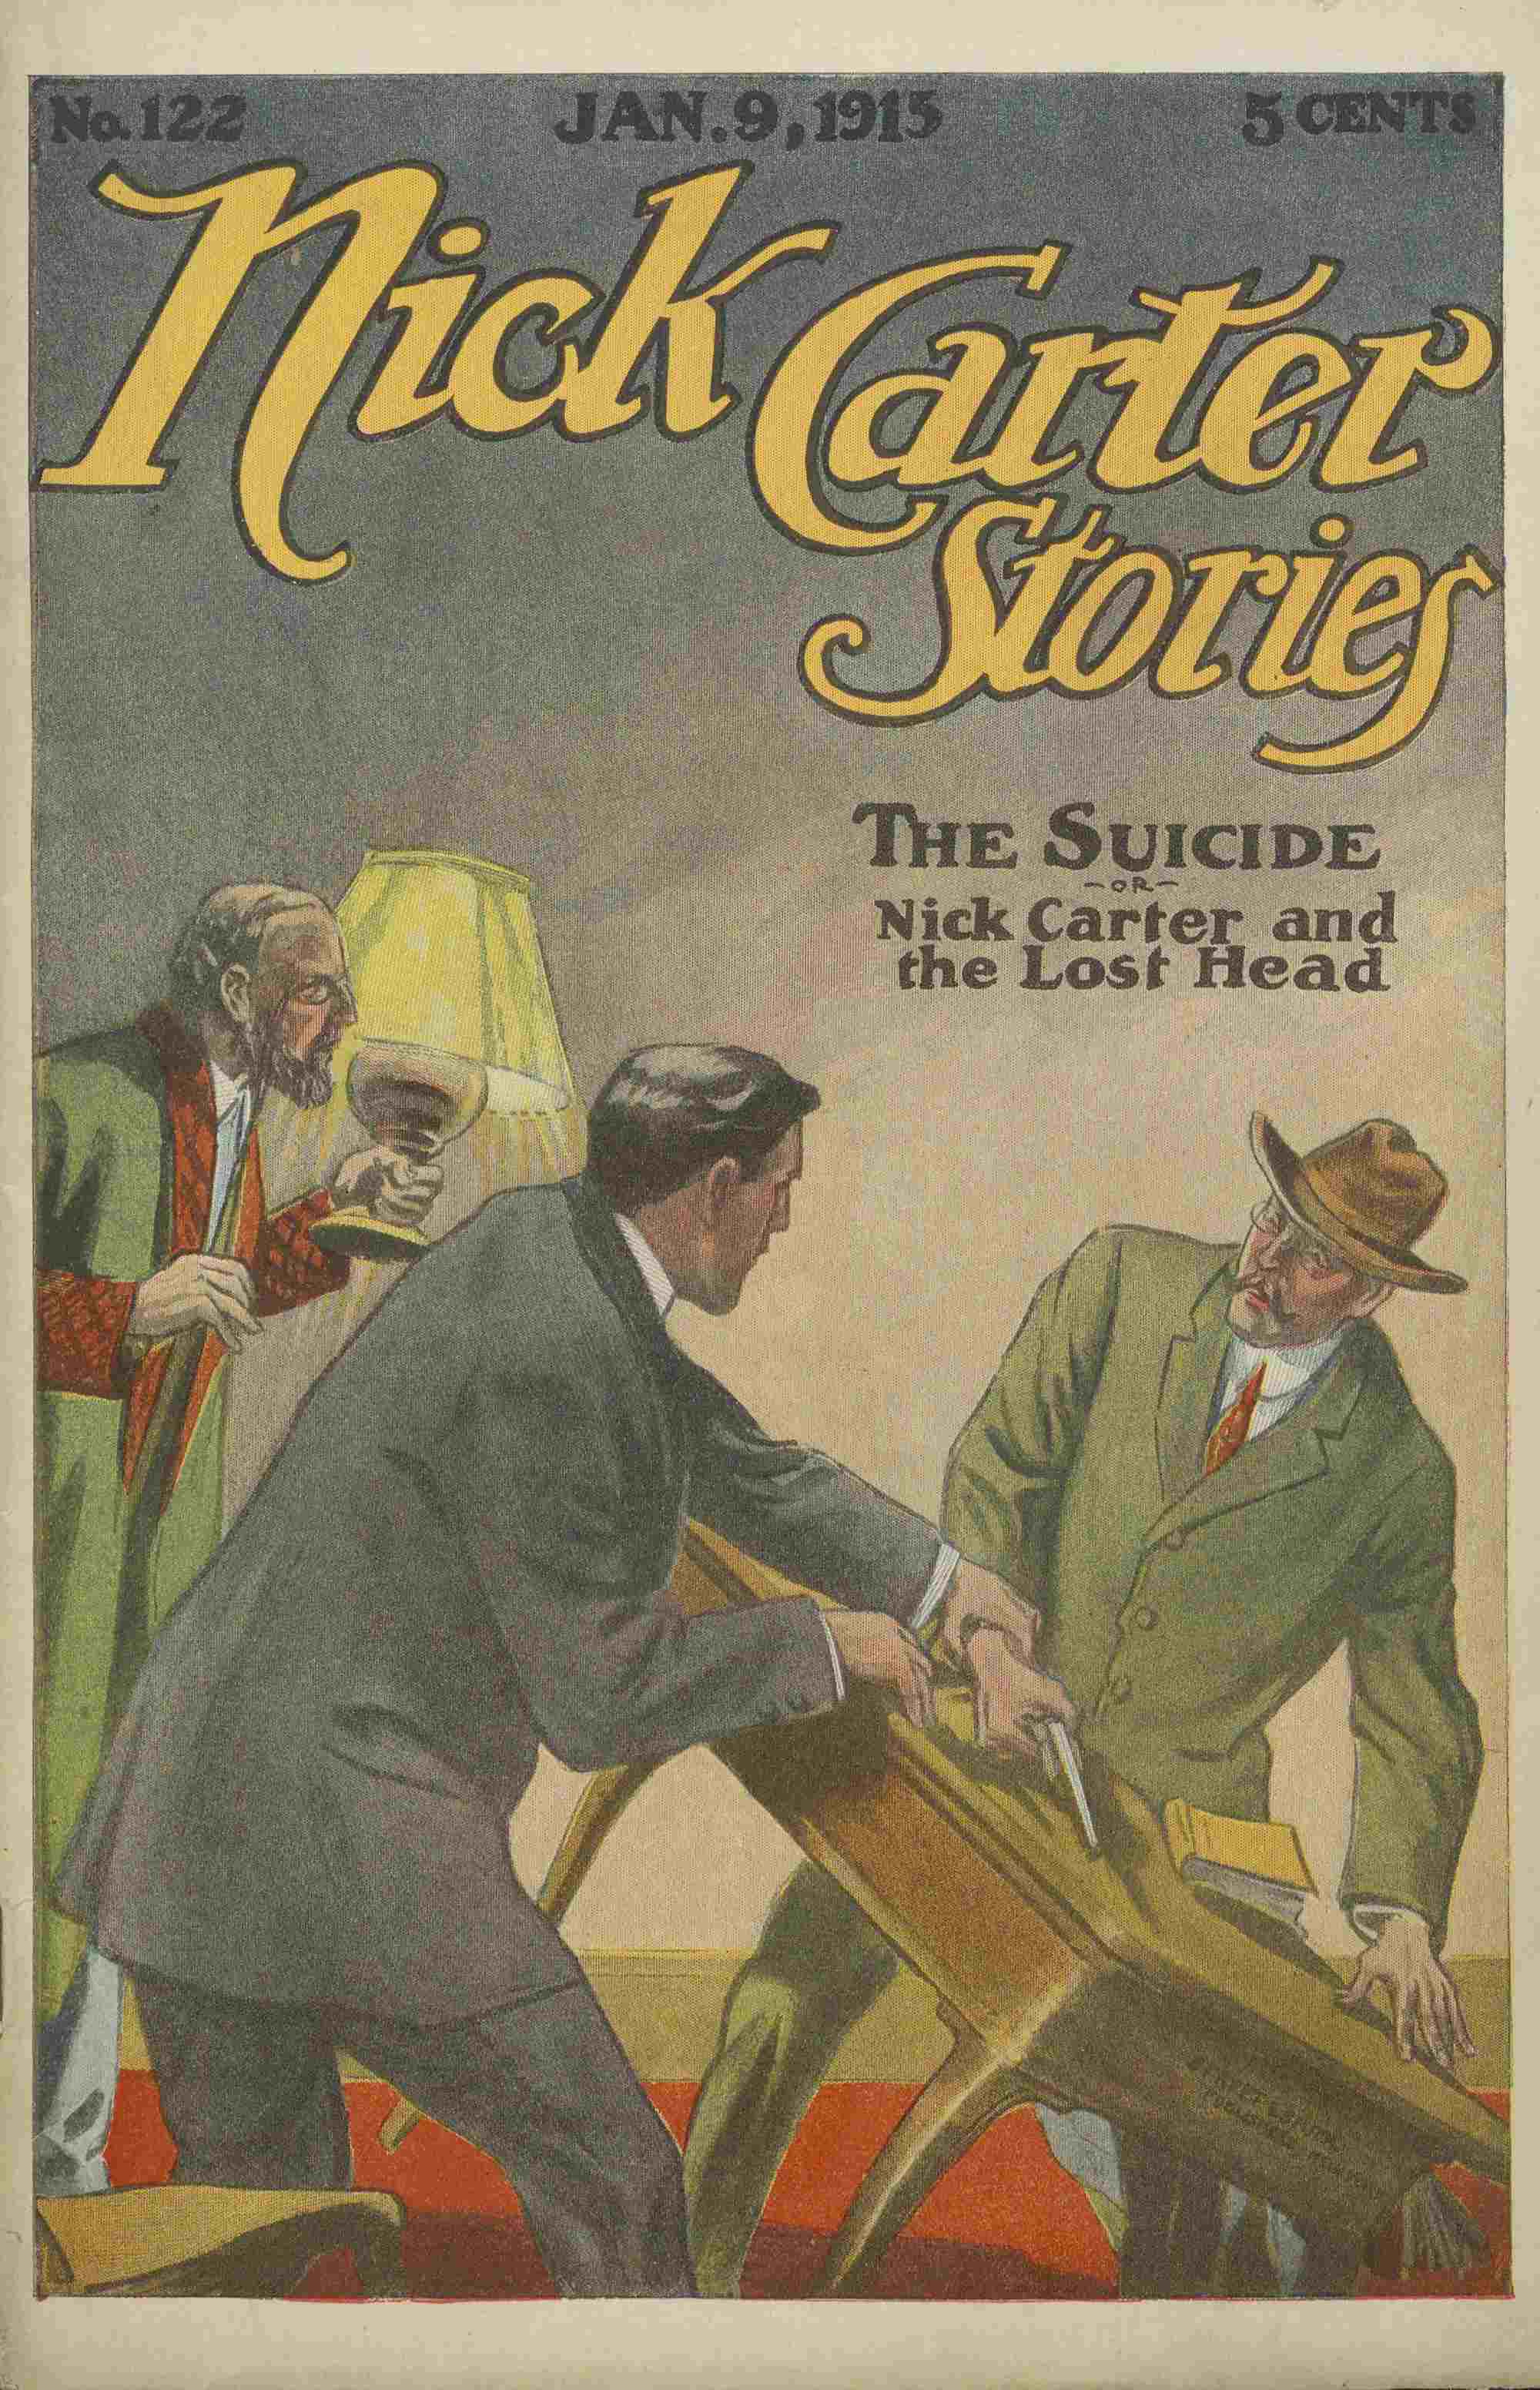 No. 122 JAN. 9, 1915 5 CENTS
Nick Carter
Stories
THE SUICIDE
-OR-
Nick Carter and
the Lost Head